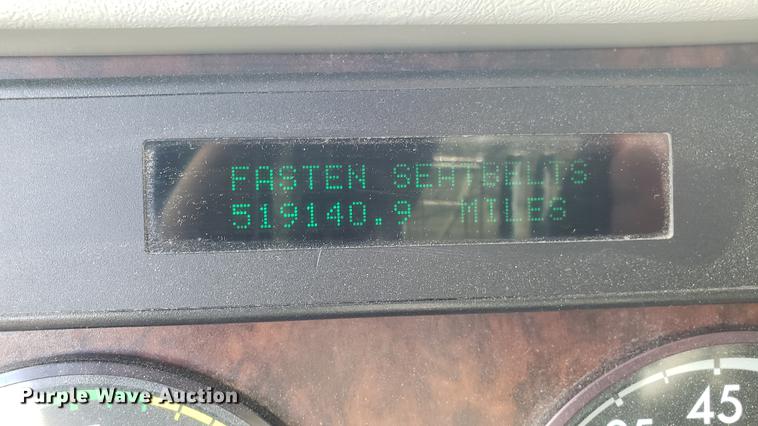 FASTEN SEATBELTS
519140.9 MILES
45
Purple Wave Auction